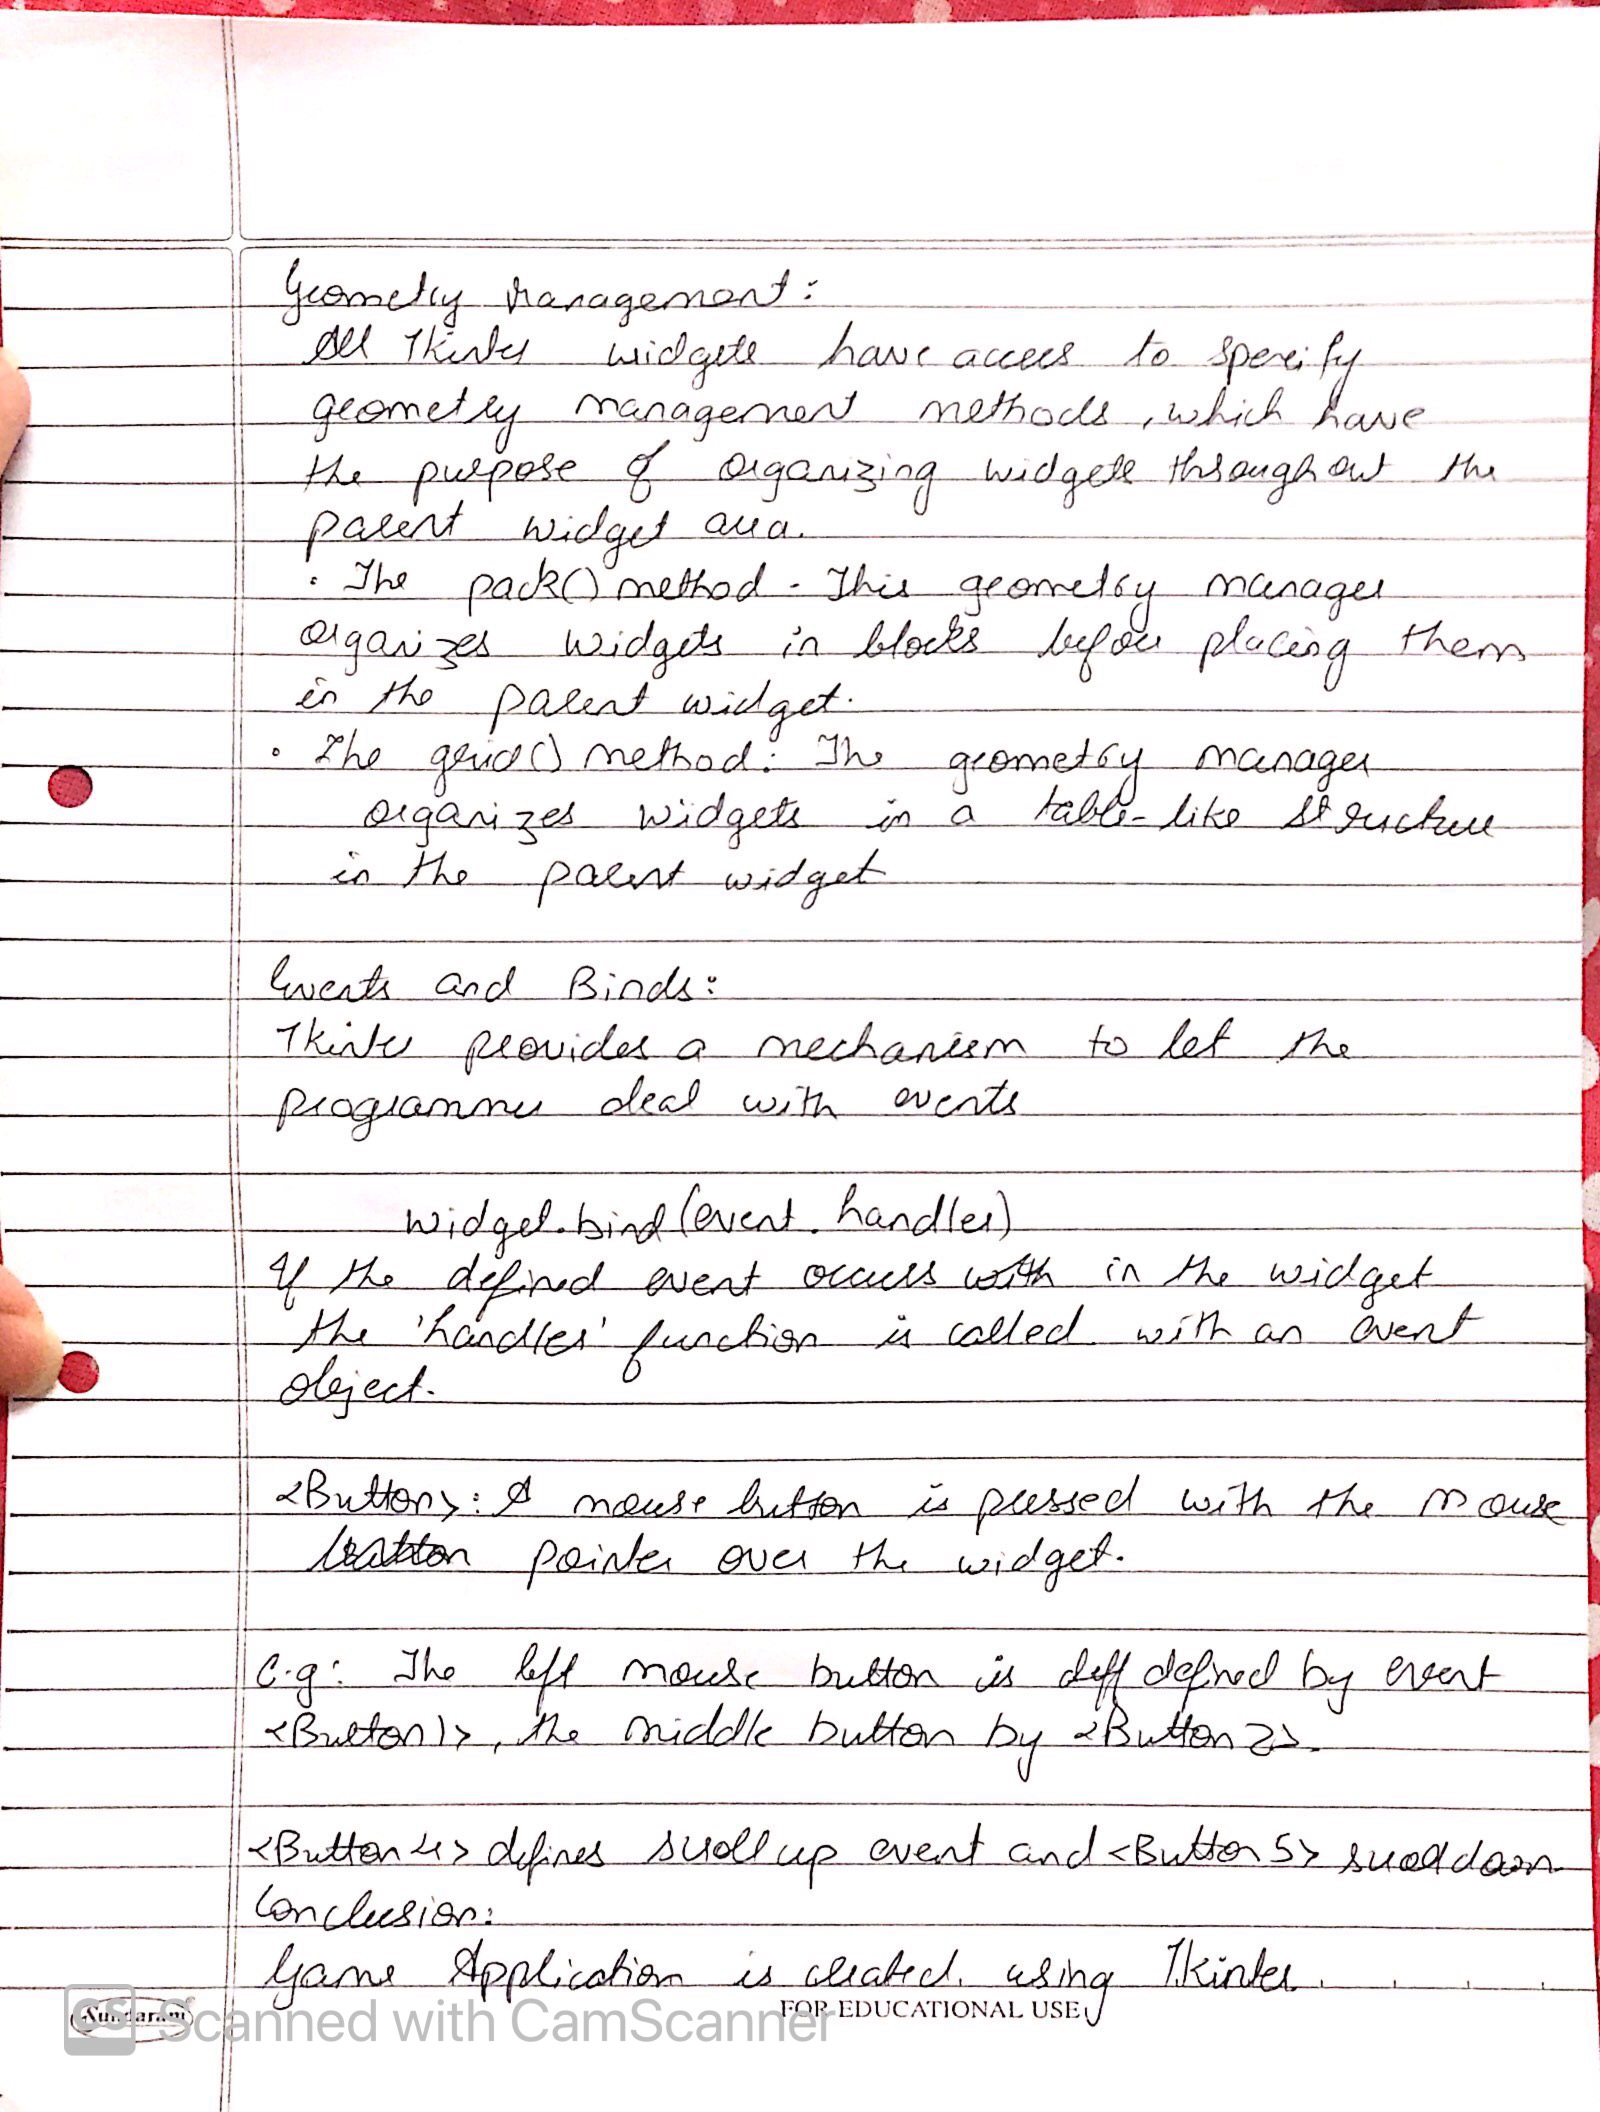 Geometry Management:
All Tkinter widgets have access to specify
geometry management methods, which have
the purpose of organizing widgets throughout the
parent widget area.
• The pack() method - This geometry manager
organizes widgets in blocks before placing them
in the parent widget.
• The grid() method: The geometry manager
organizes widgets in a table-like structure
in the parent widget
Events and Binds:
Tkinter provides a mechanism to let the
programmer deal with events
widget.bind(event.handler)
If the defined event occurs with in the widget
the 'handler' function is called with an event
object.
<Button>: A mouse button is pressed with the mouse
button pointer over the widget.
e.g: The left mouse button is deff defined by event
<Button1>, the middle button by <Button2>.
<Button4> defines scroll up event and <Button5> scroll down
Conclusion:
Game Application is created using Tkinter.
Sundaram
FOR EDUCATIONAL USE
CS Scanned with CamScanner